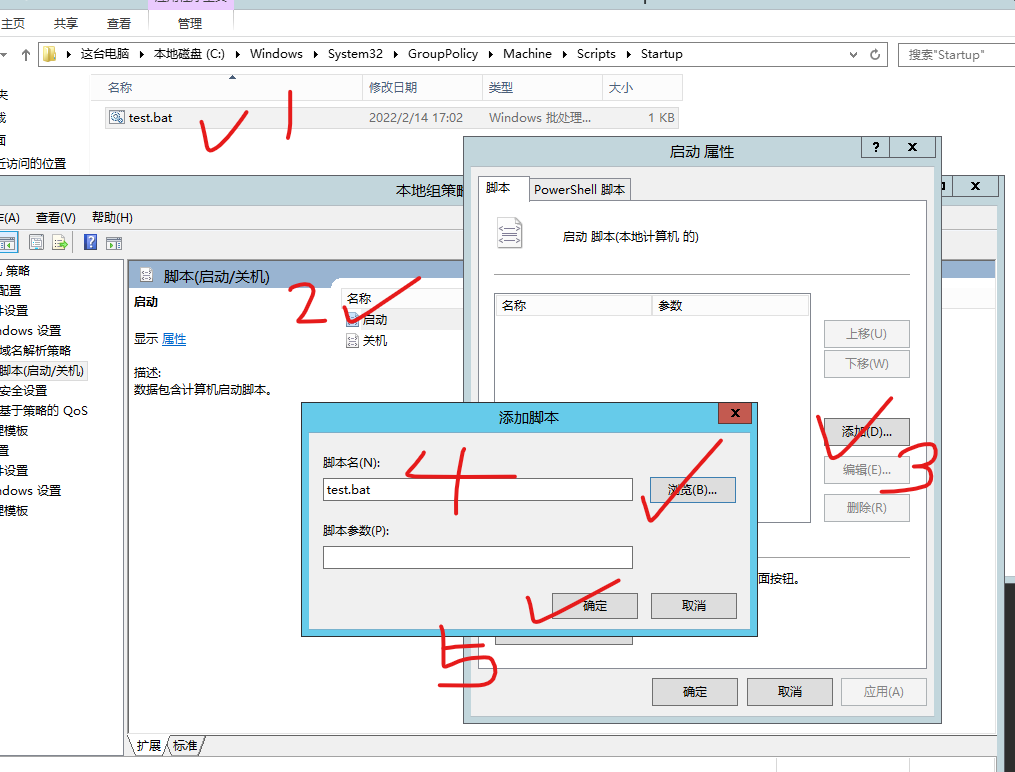 主页 共享 查看 管理
这台电脑 本地磁盘 (C:) Windows System32 GroupPolicy Machine Scripts Startup
搜索"Startup"
名称 修改日期 类型 大小
test.bat 2022/2/14 17:02 Windows 批处理... 1 KB
近访问的位置
1
启动 属性
? X
脚本 PowerShell 脚本
启动 脚本(本地计算机 的)
名称 参数
上移(U)
下移(W)
添加(D)...
编辑(E)...
删除(R)
3
面按钮。
确定 取消 应用(A)
本地组策略
X
(A) 查看(V) 帮助(H)
策略
配置
件设置
ndows 设置
域名解析策略
脚本(启动/关机)
安全设置
基于策略的 QoS
理模板
置
件设置
ndows 设置
理模板
脚本(启动/关机)
启动
显示 属性
描述:
数据包含计算机启动脚本。
名称
启动
关机
2
添加脚本
X
脚本名(N):
4
test.bat
浏览(B)...
脚本参数(P):
确定 取消
5
扩展 标准